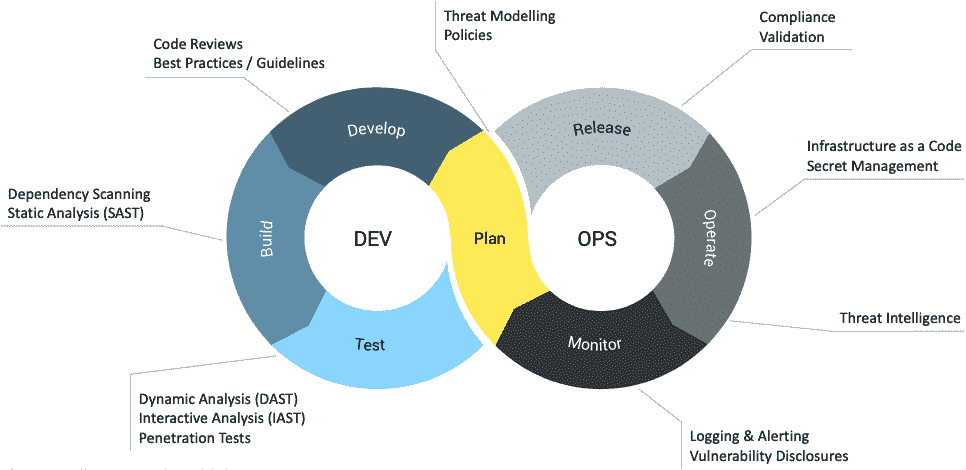 Threat Modelling
Policies
Compliance
Validation
Code Reviews
Best Practices / Guidelines
Develop
Release
Infrastructure as a Code
Secret Management
Dependency Scanning
Static Analysis (SAST)
Build
DEV
Plan
OPS
Operate
Threat Intelligence
Test
Monitor
Dynamic Analysis (DAST)
Interactive Analysis (IAST)
Penetration Tests
Logging & Alerting
Vulnerability Disclosures